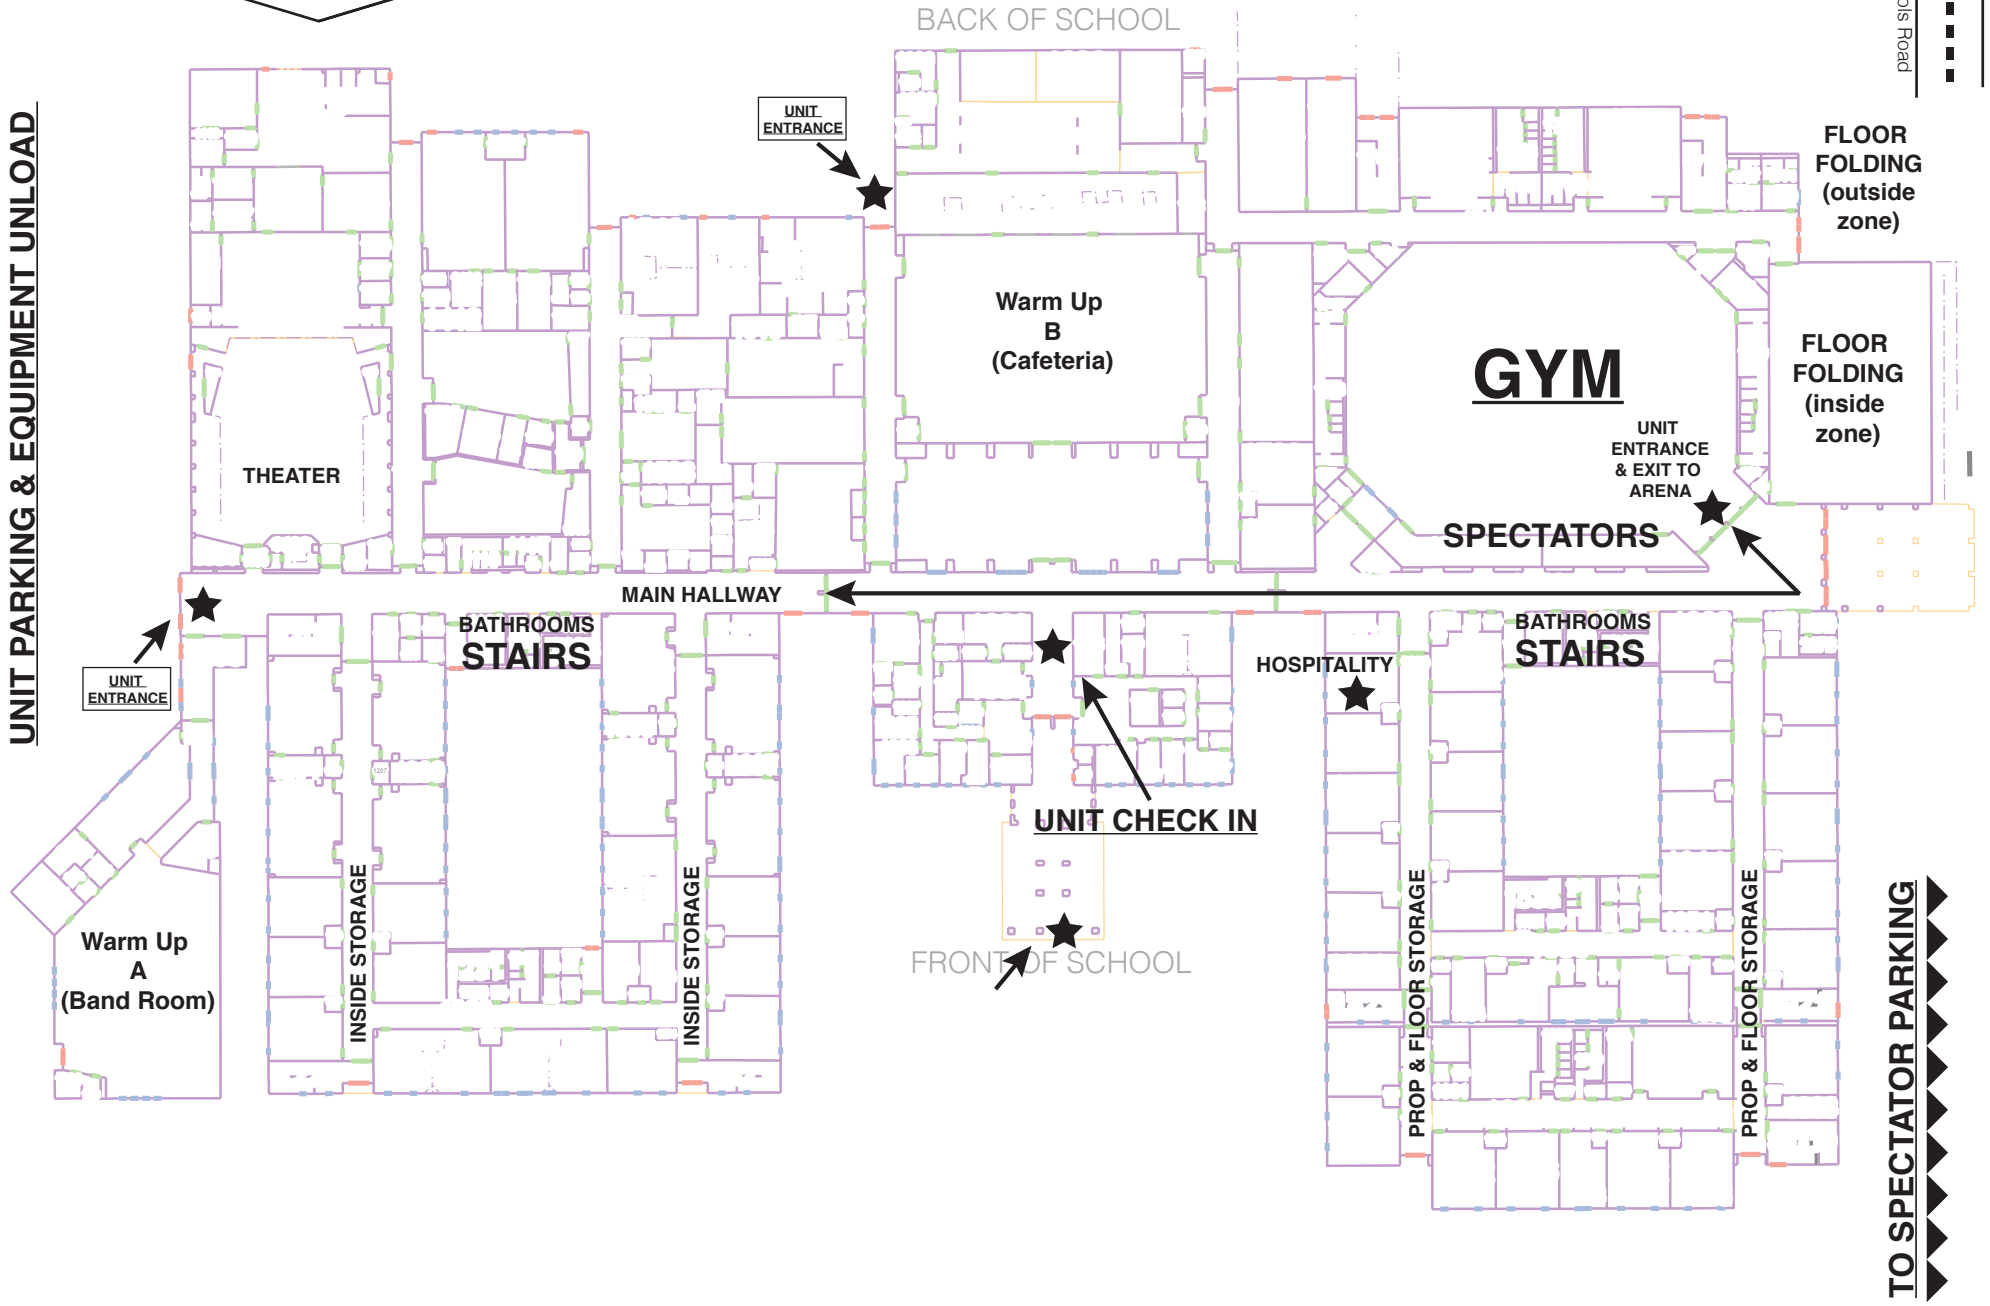 BACK OF SCHOOL
ols Road
UNIT PARKING & EQUIPMENT UNLOAD
UNIT
ENTRANCE
FLOOR
FOLDING
(outside
zone)
Warm Up
B
(Cafeteria)
GYM
FLOOR
FOLDING
(inside
zone)
UNIT
ENTRANCE
& EXIT TO
ARENA
THEATER
SPECTATORS
MAIN HALLWAY
BATHROOMS
STAIRS
BATHROOMS
STAIRS
HOSPITALITY
UNIT
ENTRANCE
1207
UNIT CHECK IN
INSIDE STORAGE
INSIDE STORAGE
PROP & FLOOR STORAGE
PROP & FLOOR STORAGE
Warm Up
A
(Band Room)
FRONT OF SCHOOL
TO SPECTATOR PARKING